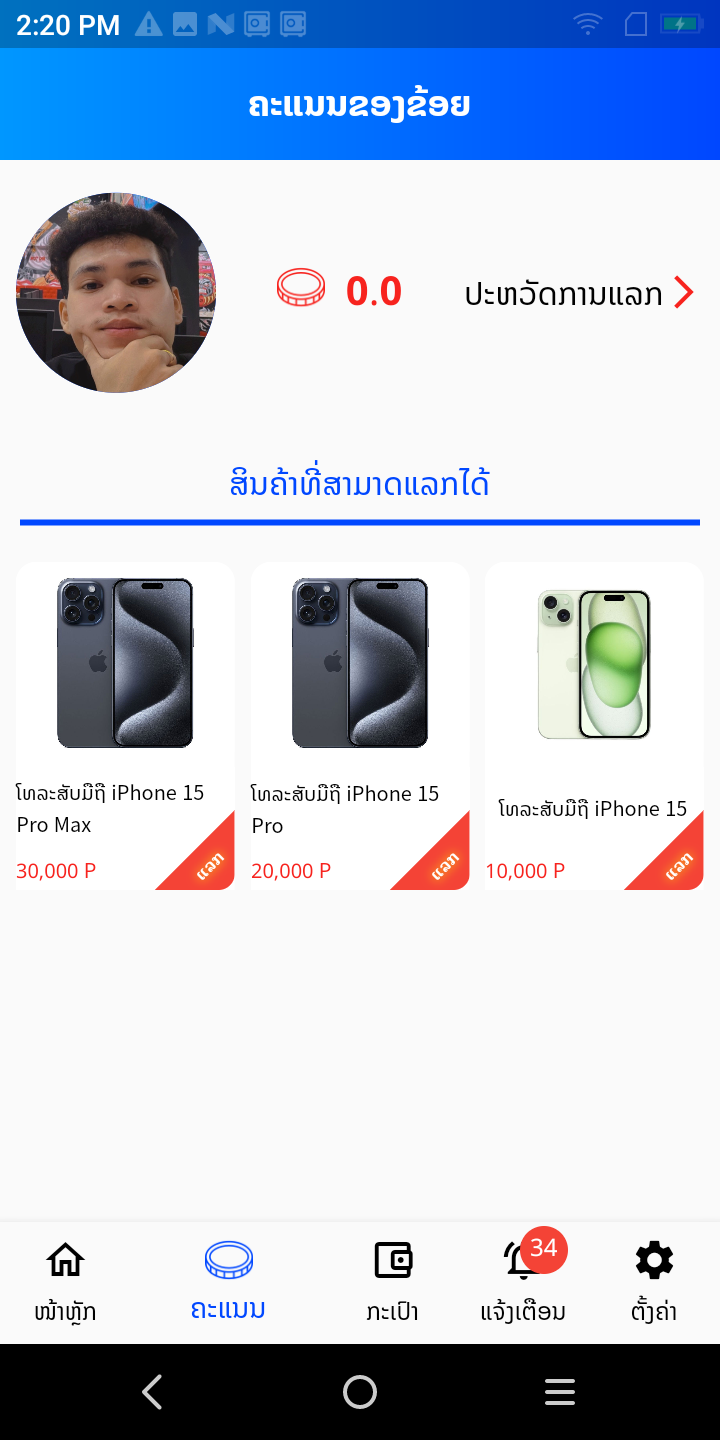 2:20 PM
ຄະແນນຂອງຂ້ອຍ
0.0
ປະຫວັດການແລກ
ສິນຄ້າທີ່ສາມາດແລກໄດ້
ໂທລະສັບມືຖື iPhone 15
Pro Max
30,000 P
ແລກ
ໂທລະສັບມືຖື iPhone 15
Pro
20,000 P
ແລກ
ໂທລະສັບມືຖື iPhone 15
10,000 P
ແລກ
34
ໜ້າຫຼັກ
ຄະແນນ
ກະເປົາ
ແຈ້ງເຕືອນ
ຕັ້ງຄ່າ